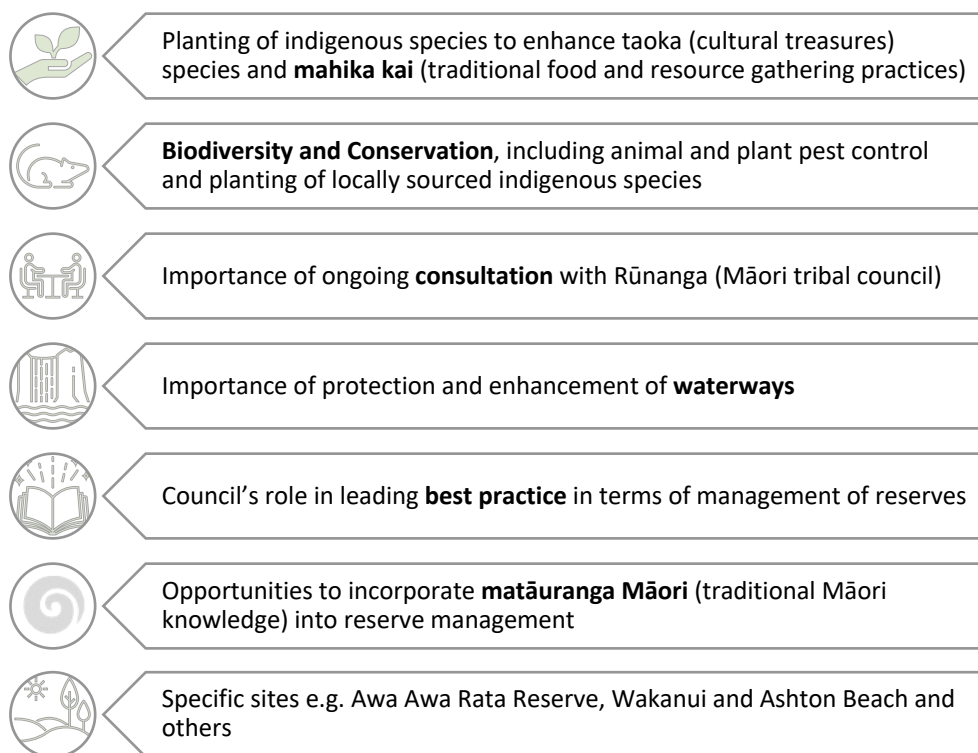 Planting of indigenous species to enhance taoka (cultural treasures)
species and mahika kai (traditional food and resource gathering practices)
Biodiversity and Conservation, including animal and plant pest control
and planting of locally sourced indigenous species
Importance of ongoing consultation with Rūnanga (Māori tribal council)
Importance of protection and enhancement of waterways
Council’s role in leading best practice in terms of management of reserves
Opportunities to incorporate matāuranga Māori (traditional Māori
knowledge) into reserve management
Specific sites e.g. Awa Awa Rata Reserve, Wakanui and Ashton Beach and
others